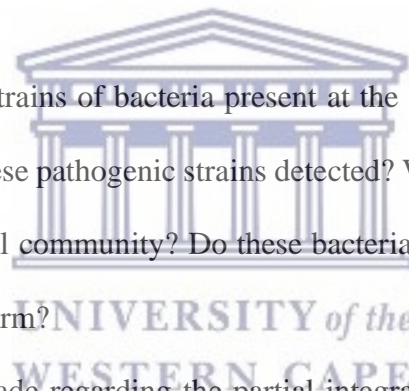 trains of bacteria present at the
ese pathogenic strains detected?
l community? Do these bacteria
rm?
UNIVERSITY of the
ade regarding the partial integra
WESTERN CAPE